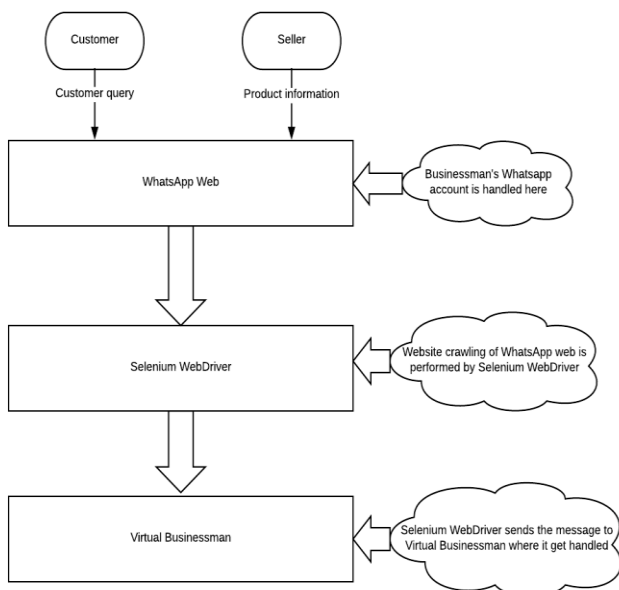 Customer
Seller
Customer query
Product information
WhatsApp Web
Businessman's Whatsapp
account is handled here
Selenium WebDriver
Website crawling of WhatsApp web is
performed by Selenium WebDriver
Virtual Businessman
Selenium WebDriver sends the message to
Virtual Businessman where it get handled